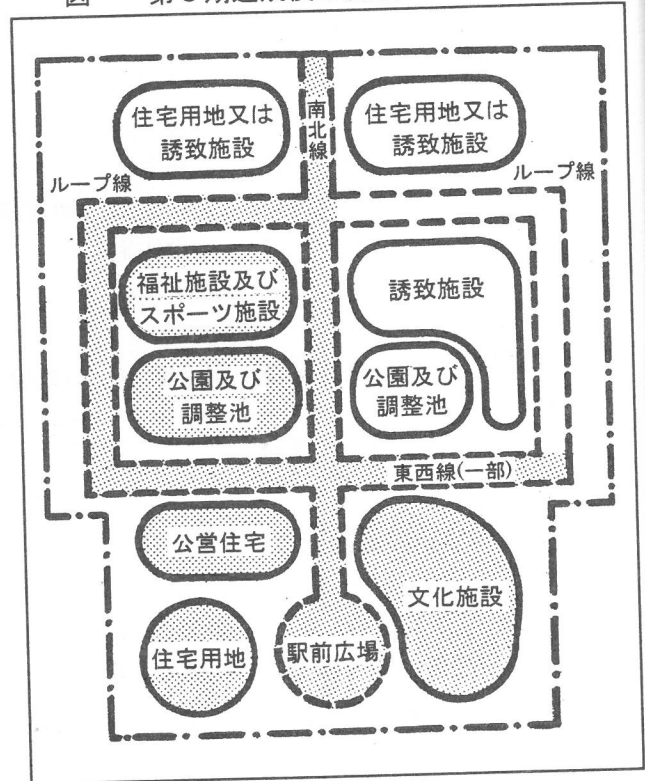 住宅用地又は
誘致施設
南北線
住宅用地又は
誘致施設
ループ線
ループ線
福祉施設及び
スポーツ施設
誘致施設
公園及び
調整池
公園及び
調整池
東西線(一部)
公営住宅
文化施設
住宅用地
駅前広場